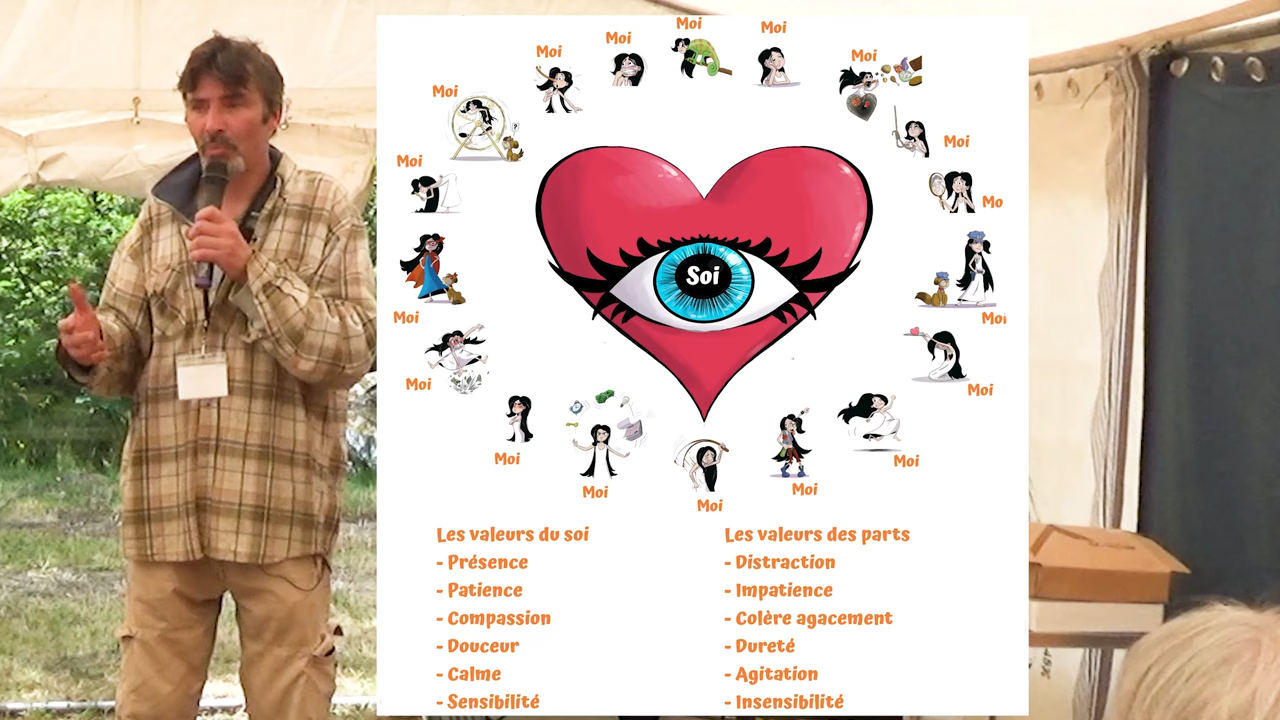 Moi
Moi
Moi
Moi
Moi
Moi
Moi
Moi
Mo
Moi
Moi
Soi
Moi
Moi
Moi
Moi
Moi
Moi
Moi
Les valeurs du soi
- Présence
- Patience
- Compassion
- Douceur
- Calme
- Sensibilité
Les valeurs des parts
- Distraction
- Impatience
- Colère agacement
- Dureté
- Agitation
- Insensibilité